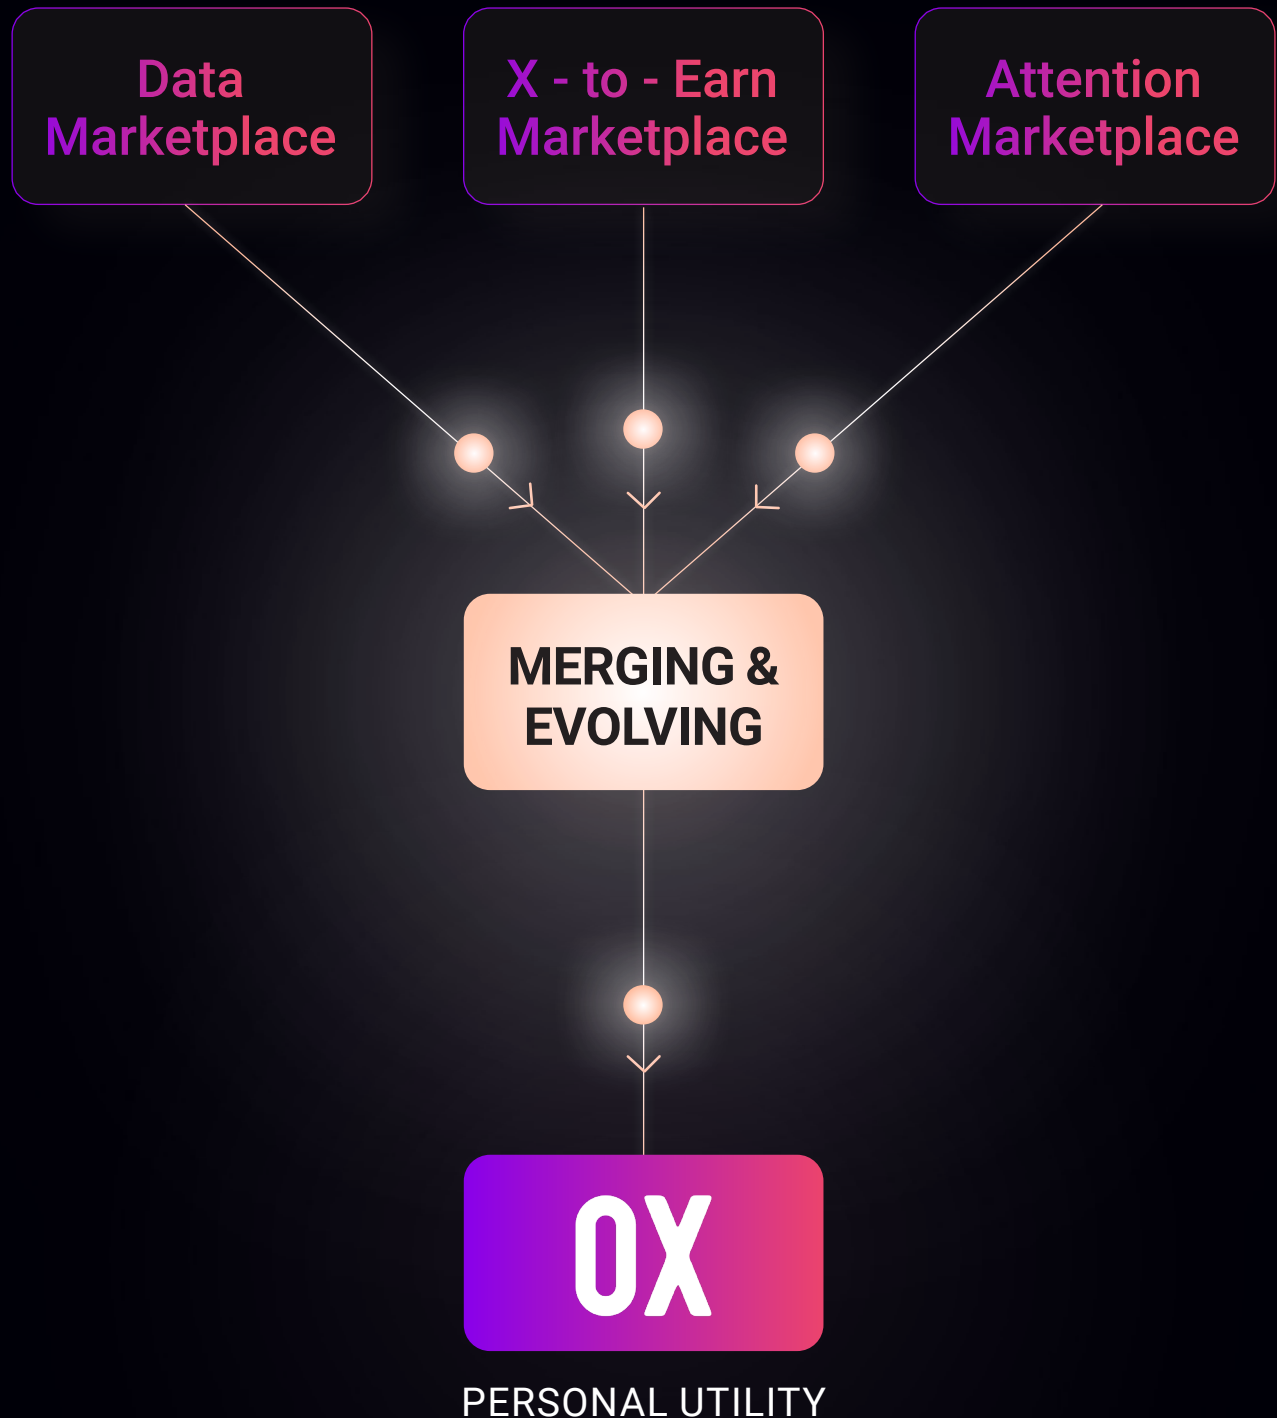 Data
Marketplace
X - to - Earn
Marketplace
Attention
Marketplace
MERGING &
EVOLVING
OX
PERSONAL UTILITY